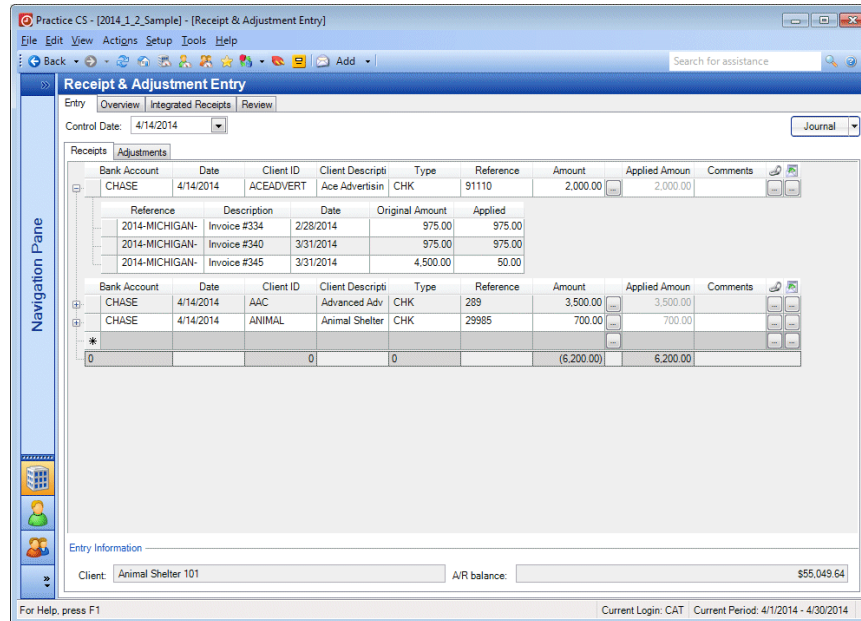 Practice CS - [2014_1_2_Sample] - [Receipt & Adjustment Entry]
File Edit View Actions Setup Tools Help
Back Add Search for assistance
Receipt & Adjustment Entry
Entry Overview Integrated Receipts Review
Control Date: 4/14/2014 Journal
Receipts Adjustments
Bank Account Date Client ID Client Descripti Type Reference Amount Applied Amoun Comments
CHASE 4/14/2014 ACEADVERT Ace Advertisin CHK 91110 2,000.00 ... 2,000.00 ... ...
Reference Description Date Original Amount Applied
2014-MICHIGAN- Invoice #334 2/28/2014 975.00 975.00
2014-MICHIGAN- Invoice #340 3/31/2014 975.00 975.00
2014-MICHIGAN- Invoice #345 3/31/2014 4,500.00 50.00
Bank Account Date Client ID Client Descripti Type Reference Amount Applied Amoun Comments
CHASE 4/14/2014 AAC Advanced Adv CHK 289 3,500.00 ... 3,500.00 ... ...
CHASE 4/14/2014 ANIMAL Animal Shelter CHK 29985 700.00 ... 700.00 ... ...
* ... ... ...
0 0 0 (6,200.00) 6,200.00
Navigation Pane
Entry Information
Client: Animal Shelter 101 A/R balance: $55,049.64
For Help, press F1 Current Login: CAT Current Period: 4/1/2014 - 4/30/2014